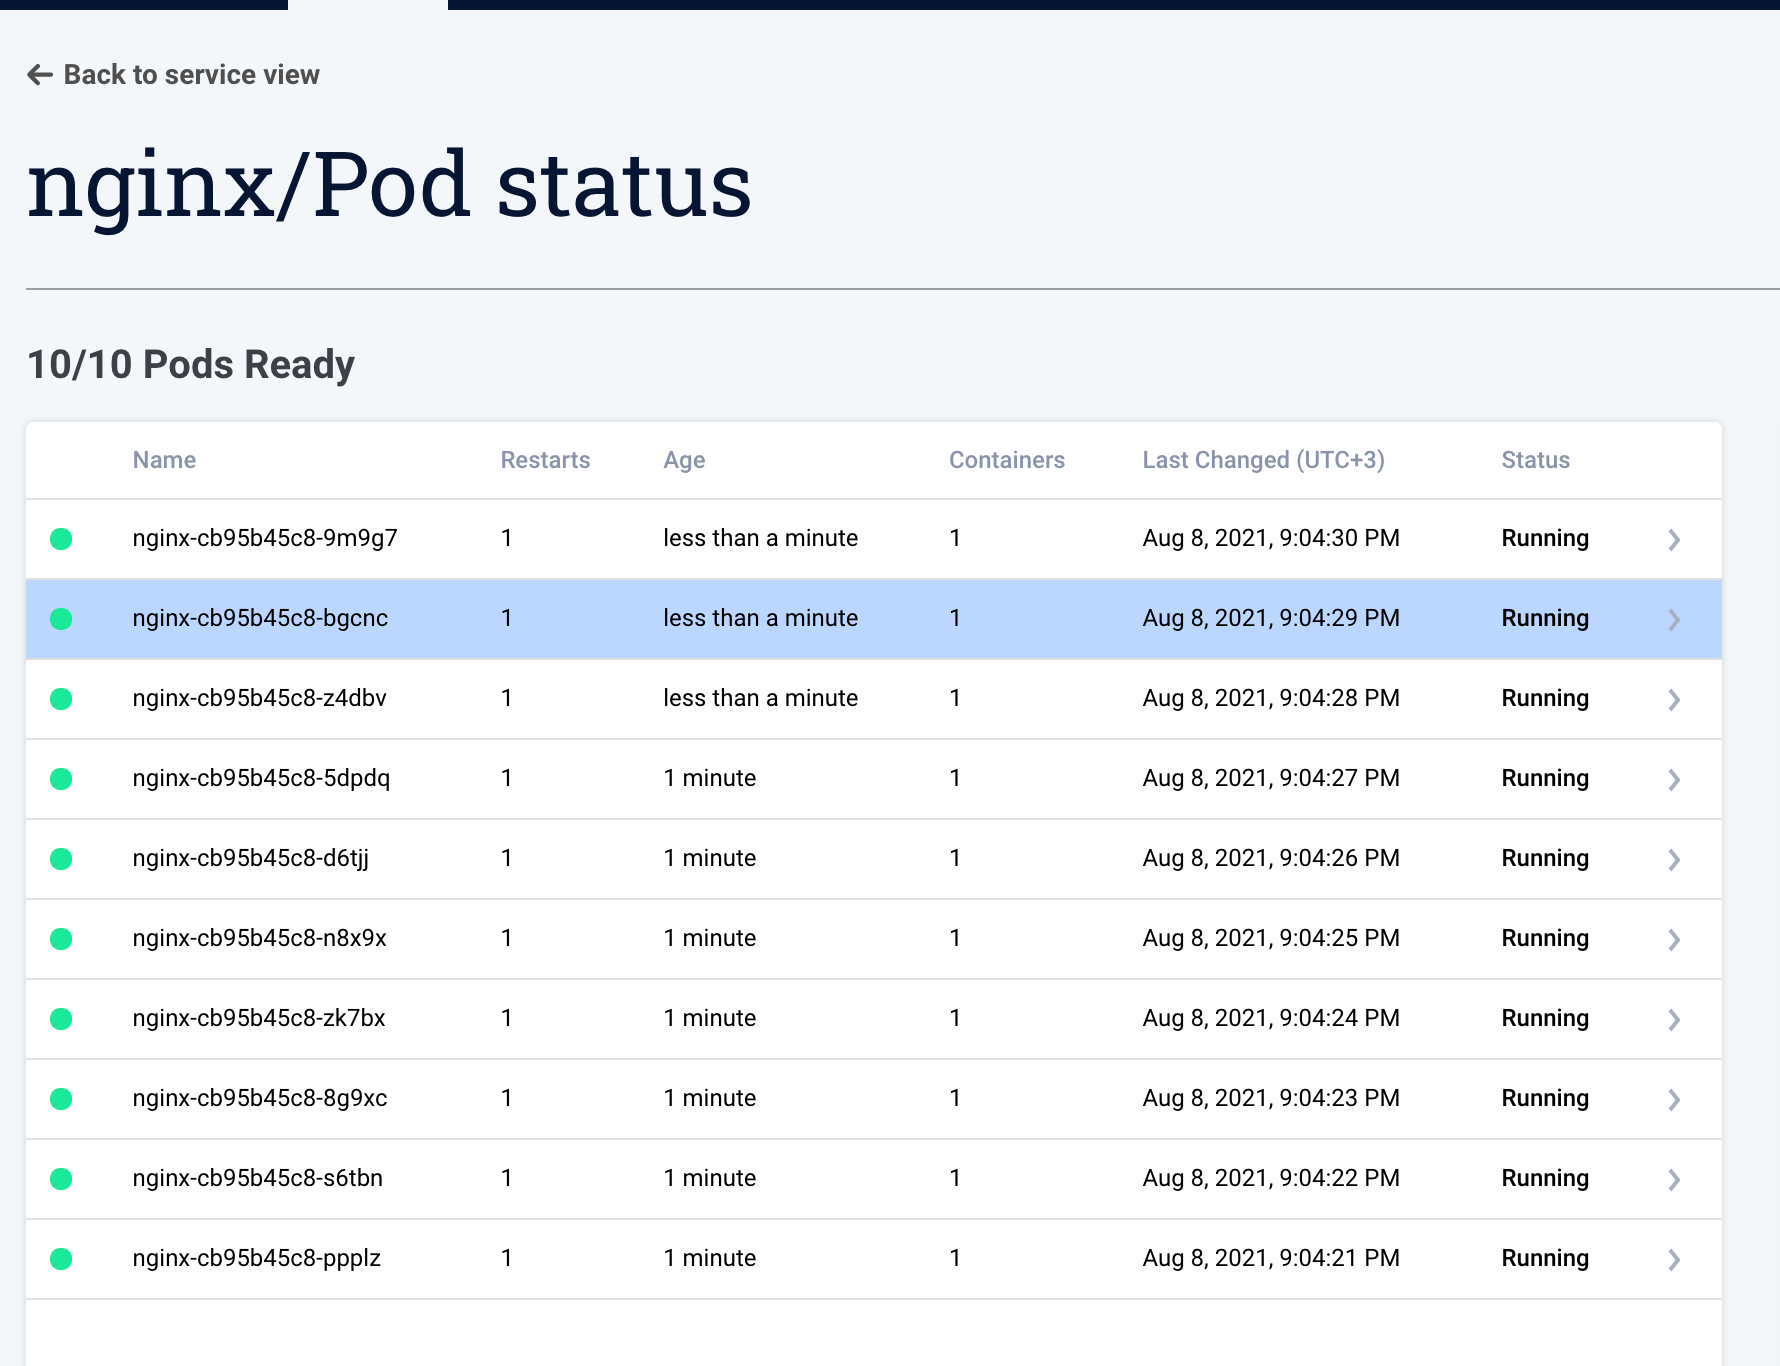 ← Back to service view
nginx/Pod status
10/10 Pods Ready
Name Restarts Age Containers Last Changed (UTC+3) Status
nginx-cb95b45c8-9m9g7 1 less than a minute 1 Aug 8, 2021, 9:04:30 PM Running
nginx-cb95b45c8-bgcnc 1 less than a minute 1 Aug 8, 2021, 9:04:29 PM Running
nginx-cb95b45c8-z4dbv 1 less than a minute 1 Aug 8, 2021, 9:04:28 PM Running
nginx-cb95b45c8-5dpdq 1 1 minute 1 Aug 8, 2021, 9:04:27 PM Running
nginx-cb95b45c8-d6tjj 1 1 minute 1 Aug 8, 2021, 9:04:26 PM Running
nginx-cb95b45c8-n8x9x 1 1 minute 1 Aug 8, 2021, 9:04:25 PM Running
nginx-cb95b45c8-zk7bx 1 1 minute 1 Aug 8, 2021, 9:04:24 PM Running
nginx-cb95b45c8-8g9xc 1 1 minute 1 Aug 8, 2021, 9:04:23 PM Running
nginx-cb95b45c8-s6tbn 1 1 minute 1 Aug 8, 2021, 9:04:22 PM Running
nginx-cb95b45c8-ppplz 1 1 minute 1 Aug 8, 2021, 9:04:21 PM Running